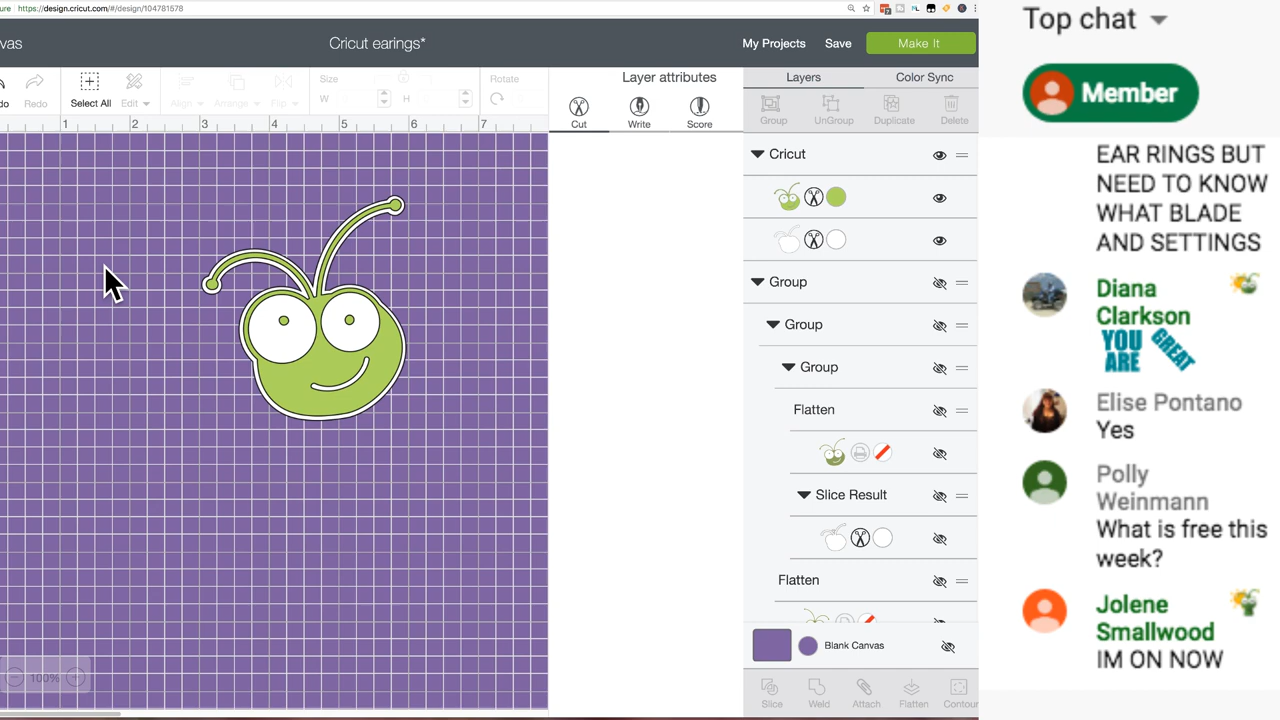 ure https://design.cricut.com/#/design/104781578
vas
Cricut earings*
My Projects
Save
Make It
do
Redo
Select All
Edit
Align
Arrange
Flip
Size
W
H
Rotate
1 2 3 4 5 6 7
100%
Layer attributes
Cut
Write
Score
Layers
Color Sync
Group
UnGroup
Duplicate
Delete
Cricut
Group
Group
Group
Flatten
Slice Result
Flatten
Blank Canvas
Slice
Weld
Attach
Flatten
Contour
Top chat
Member
EAR RINGS BUT
NEED TO KNOW
WHAT BLADE
AND SETTINGS
Diana
Clarkson
YOU
ARE
GREAT
Elise Pontano
Yes
Polly
Weinmann
What is free this
week?
Jolene
Smallwood
IM ON NOW